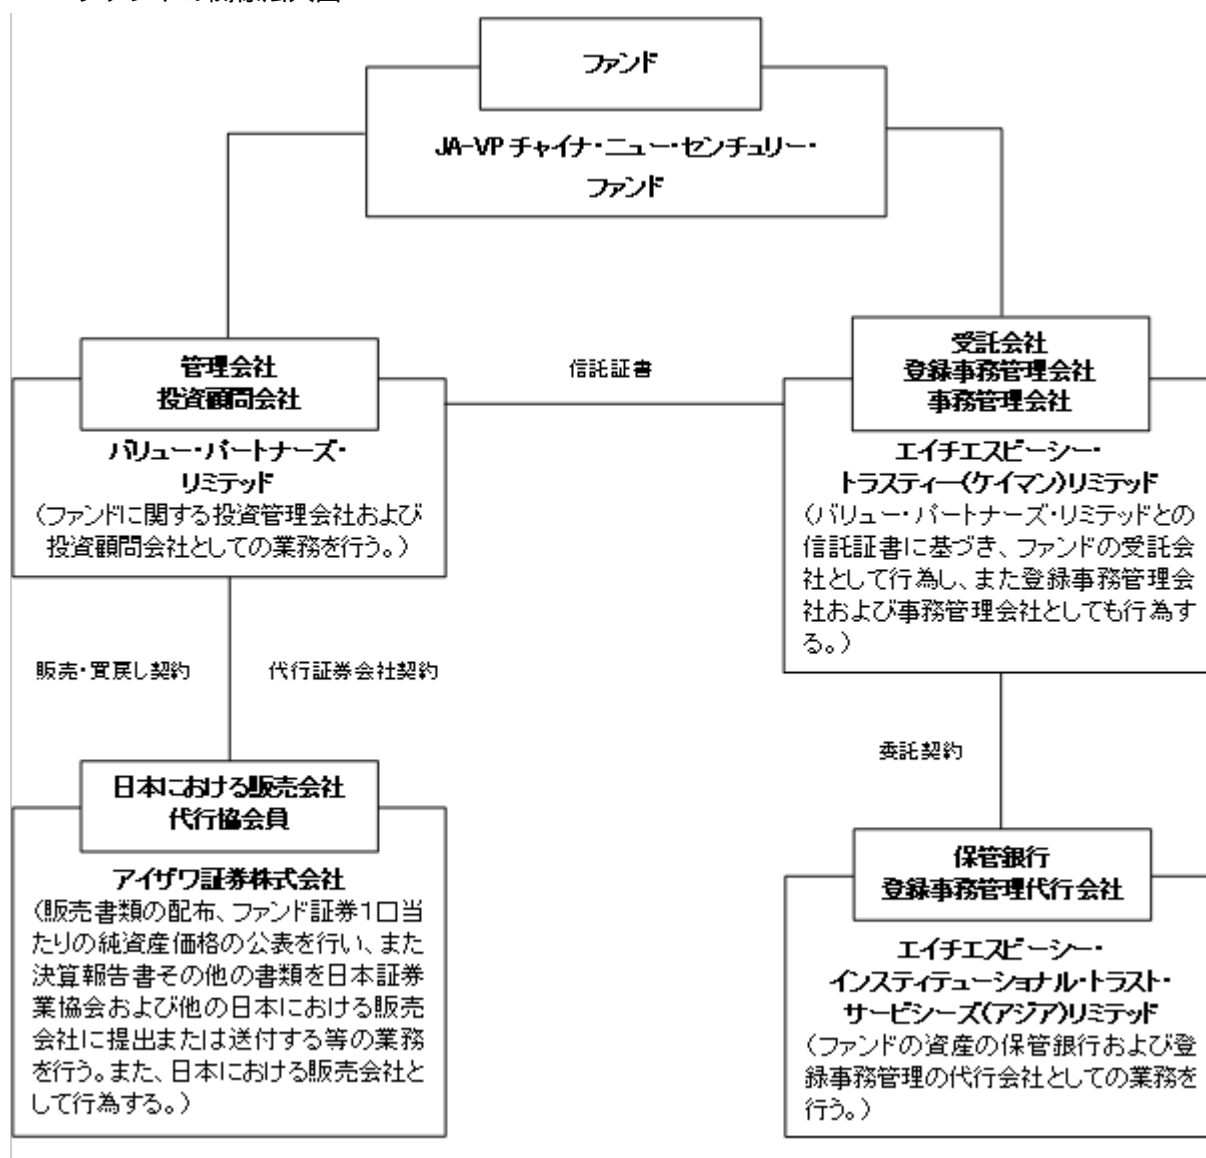 ファンド
JA-VP チャイナ・ニュー・センチュリー・
ファンド
管理会社
投資顧問会社
バリュー・パートナーズ・
リミテッド
(ファンドに関する投資管理会社および
投資顧問会社としての業務を行う。)
信託証書
受託会社
登録事務管理会社
事務管理会社
エイチエスビーシー・
トラスティー(ケイマン)リミテッド
(バリュー・パートナーズ・リミテッドとの
信託証書に基づき、ファンドの受託会
社として行為し、また登録事務管理会
社および事務管理会社としても行為す
る。)
販売・買戻し契約
代行証券会社契約
委託契約
日本における販売会社
代行協会員
アイザワ証券株式会社
(販売書類の配布、ファンド証券1口当
たりの純資産価格の公表を行い、また
決算報告書その他の書類を日本証券
業協会および他の日本における販売
会社に提出または送付する等の業務
を行う。また、日本における販売会社と
して行為する。)
保管銀行
登録事務管理代行会社
エイチエスビーシー・
インスティテューショナル・トラスト・
サービシーズ(アジア)リミテッド
(ファンドの資産の保管銀行および登
録事務管理の代行会社としての業務を
行う。)